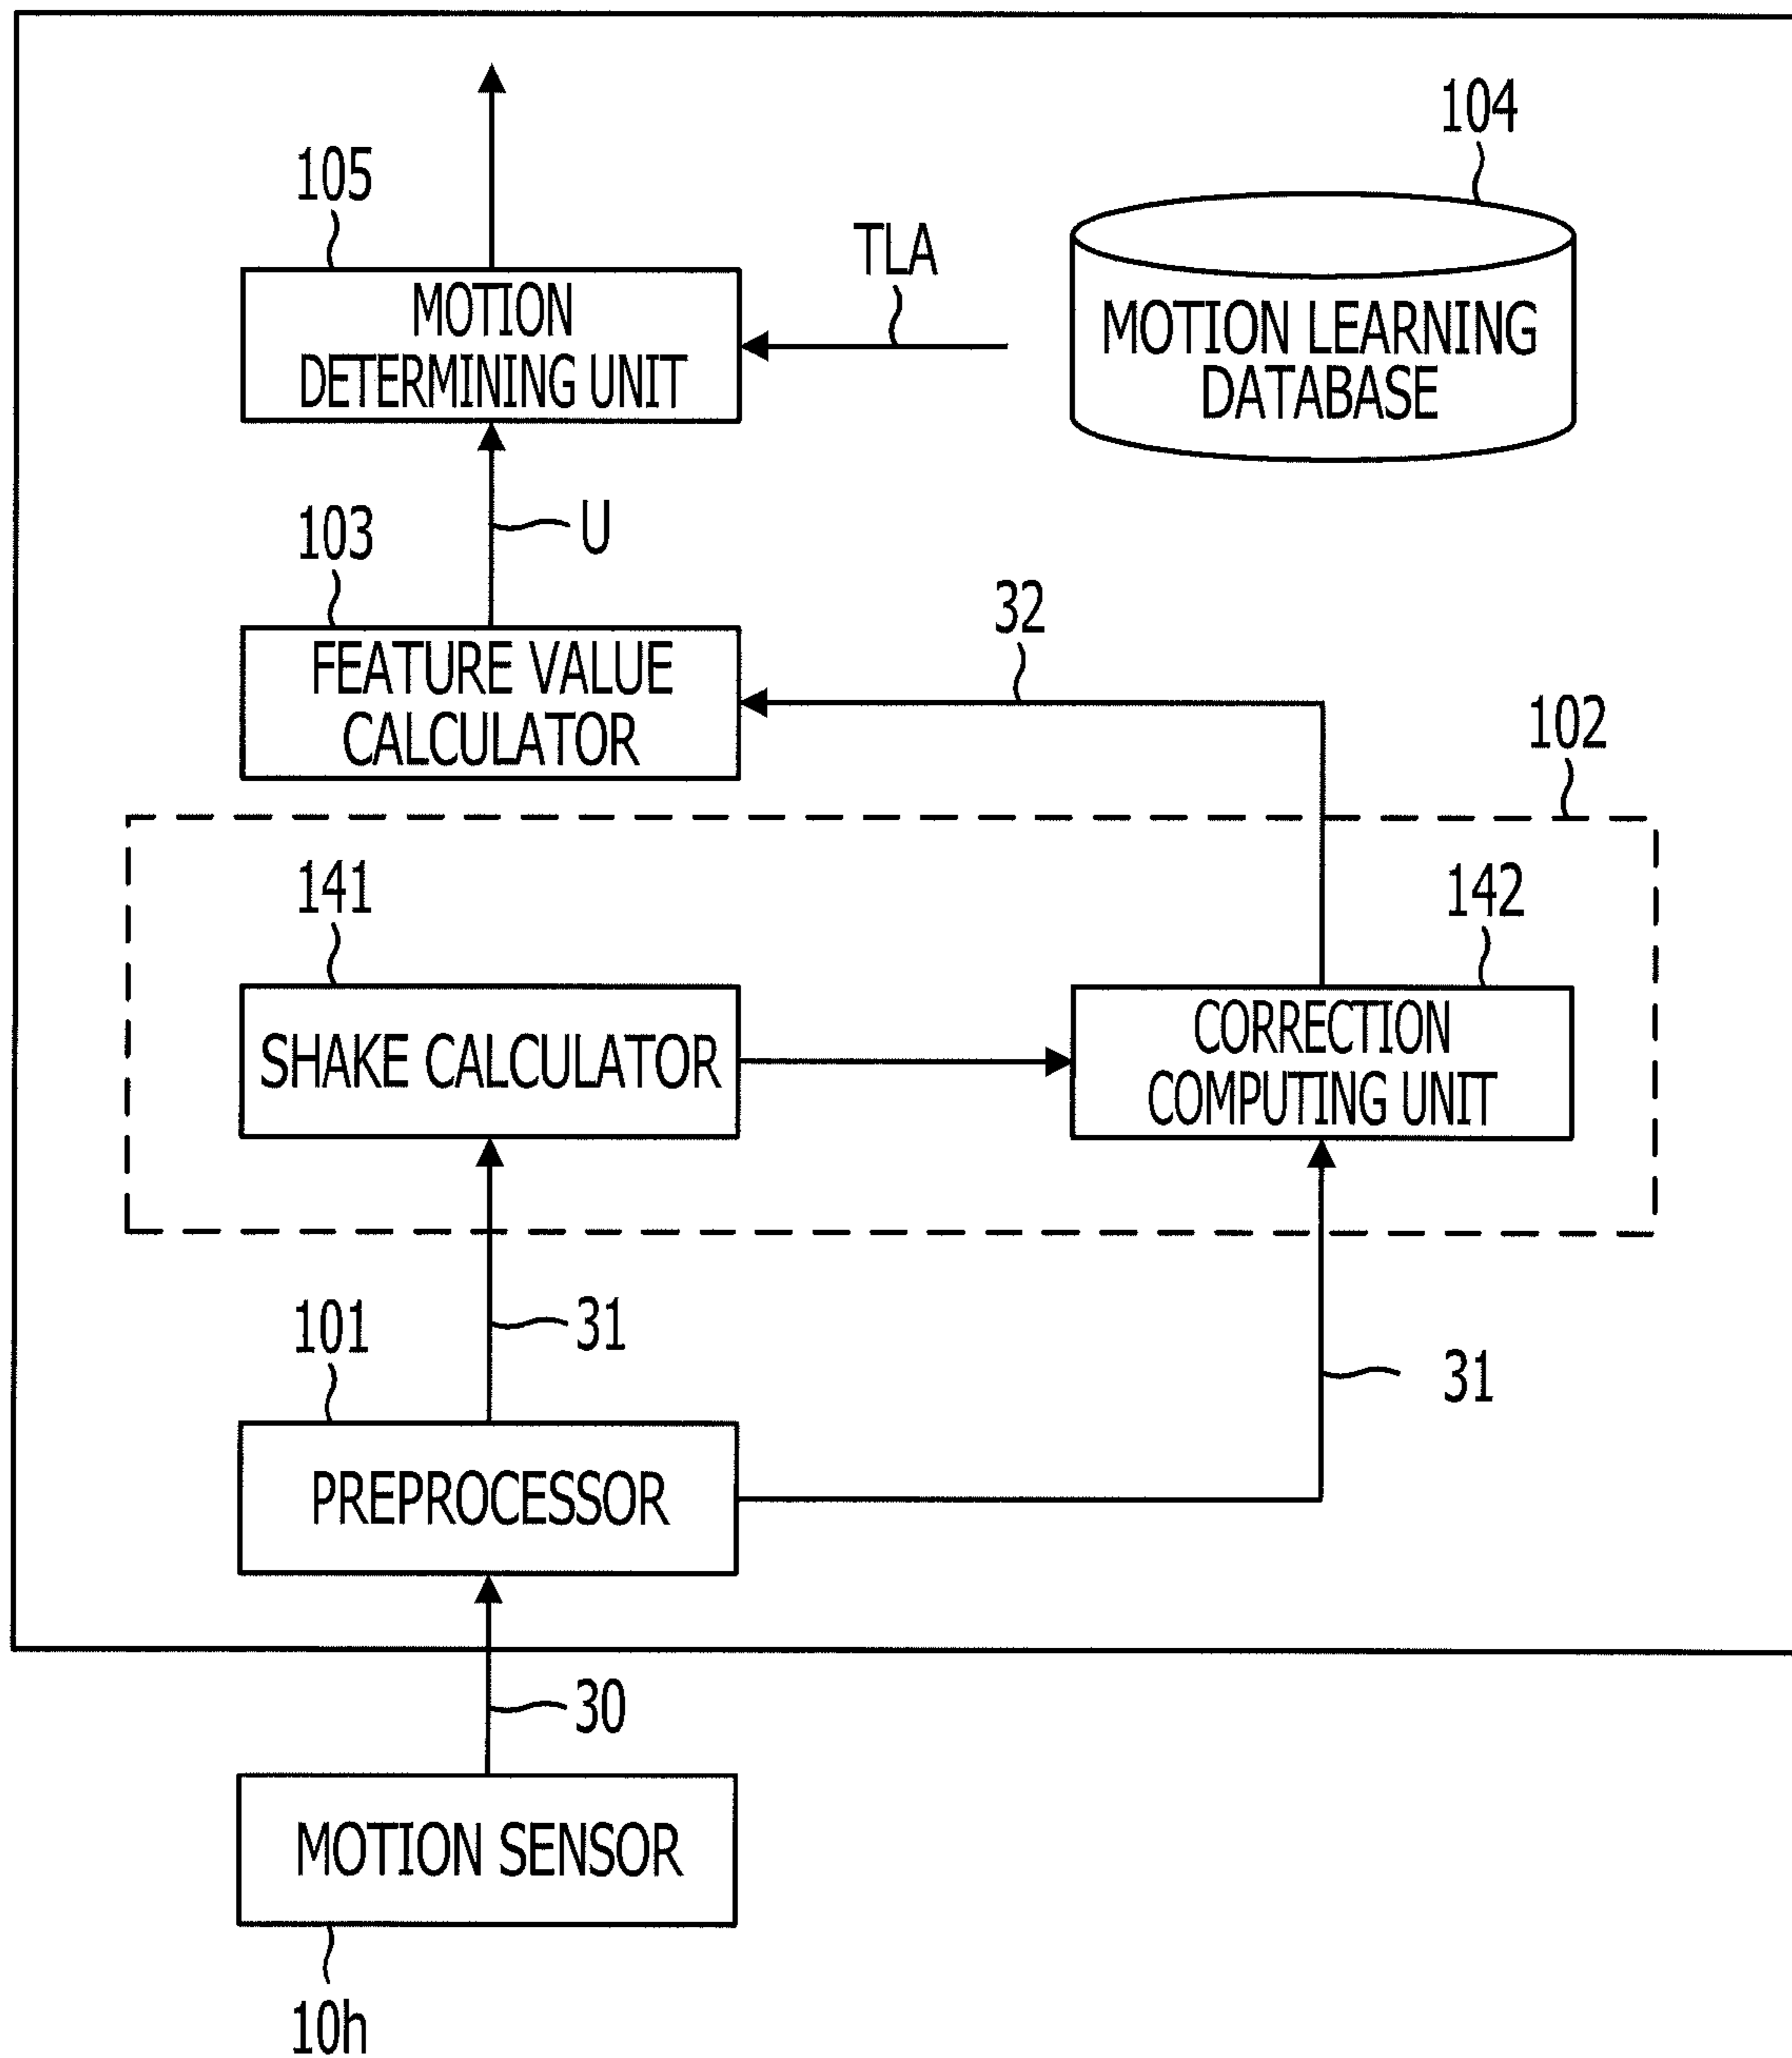 104
105
TLA
MOTION
DETERMINING UNIT
MOTION LEARNING
DATABASE
103
U
32
FEATURE VALUE
CALCULATOR
102
141
142
SHAKE CALCULATOR
CORRECTION
COMPUTING UNIT
101
31
31
PREPROCESSOR
30
MOTION SENSOR
10h